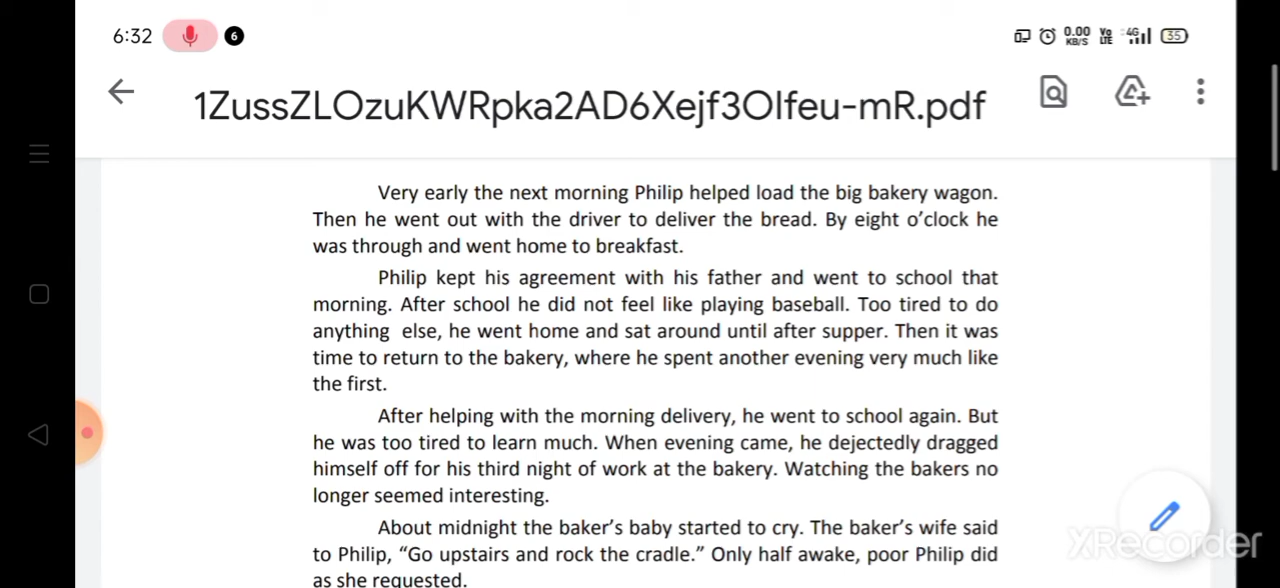 6:32 6 0.00 KB/S Vo LTE 4G 35
1ZussZLOzuKWRpka2AD6Xejf3Olfeu-mR.pdf
Very early the next morning Philip helped load the big bakery wagon.
Then he went out with the driver to deliver the bread. By eight o’clock he
was through and went home to breakfast.
Philip kept his agreement with his father and went to school that
morning. After school he did not feel like playing baseball. Too tired to do
anything else, he went home and sat around until after supper. Then it was
time to return to the bakery, where he spent another evening very much like
the first.
After helping with the morning delivery, he went to school again. But
he was too tired to learn much. When evening came, he dejectedly dragged
himself off for his third night of work at the bakery. Watching the bakers no
longer seemed interesting.
About midnight the baker’s baby started to cry. The baker’s wife said
to Philip, “Go upstairs and rock the cradle.” Only half awake, poor Philip did
as she requested.
XRecorder